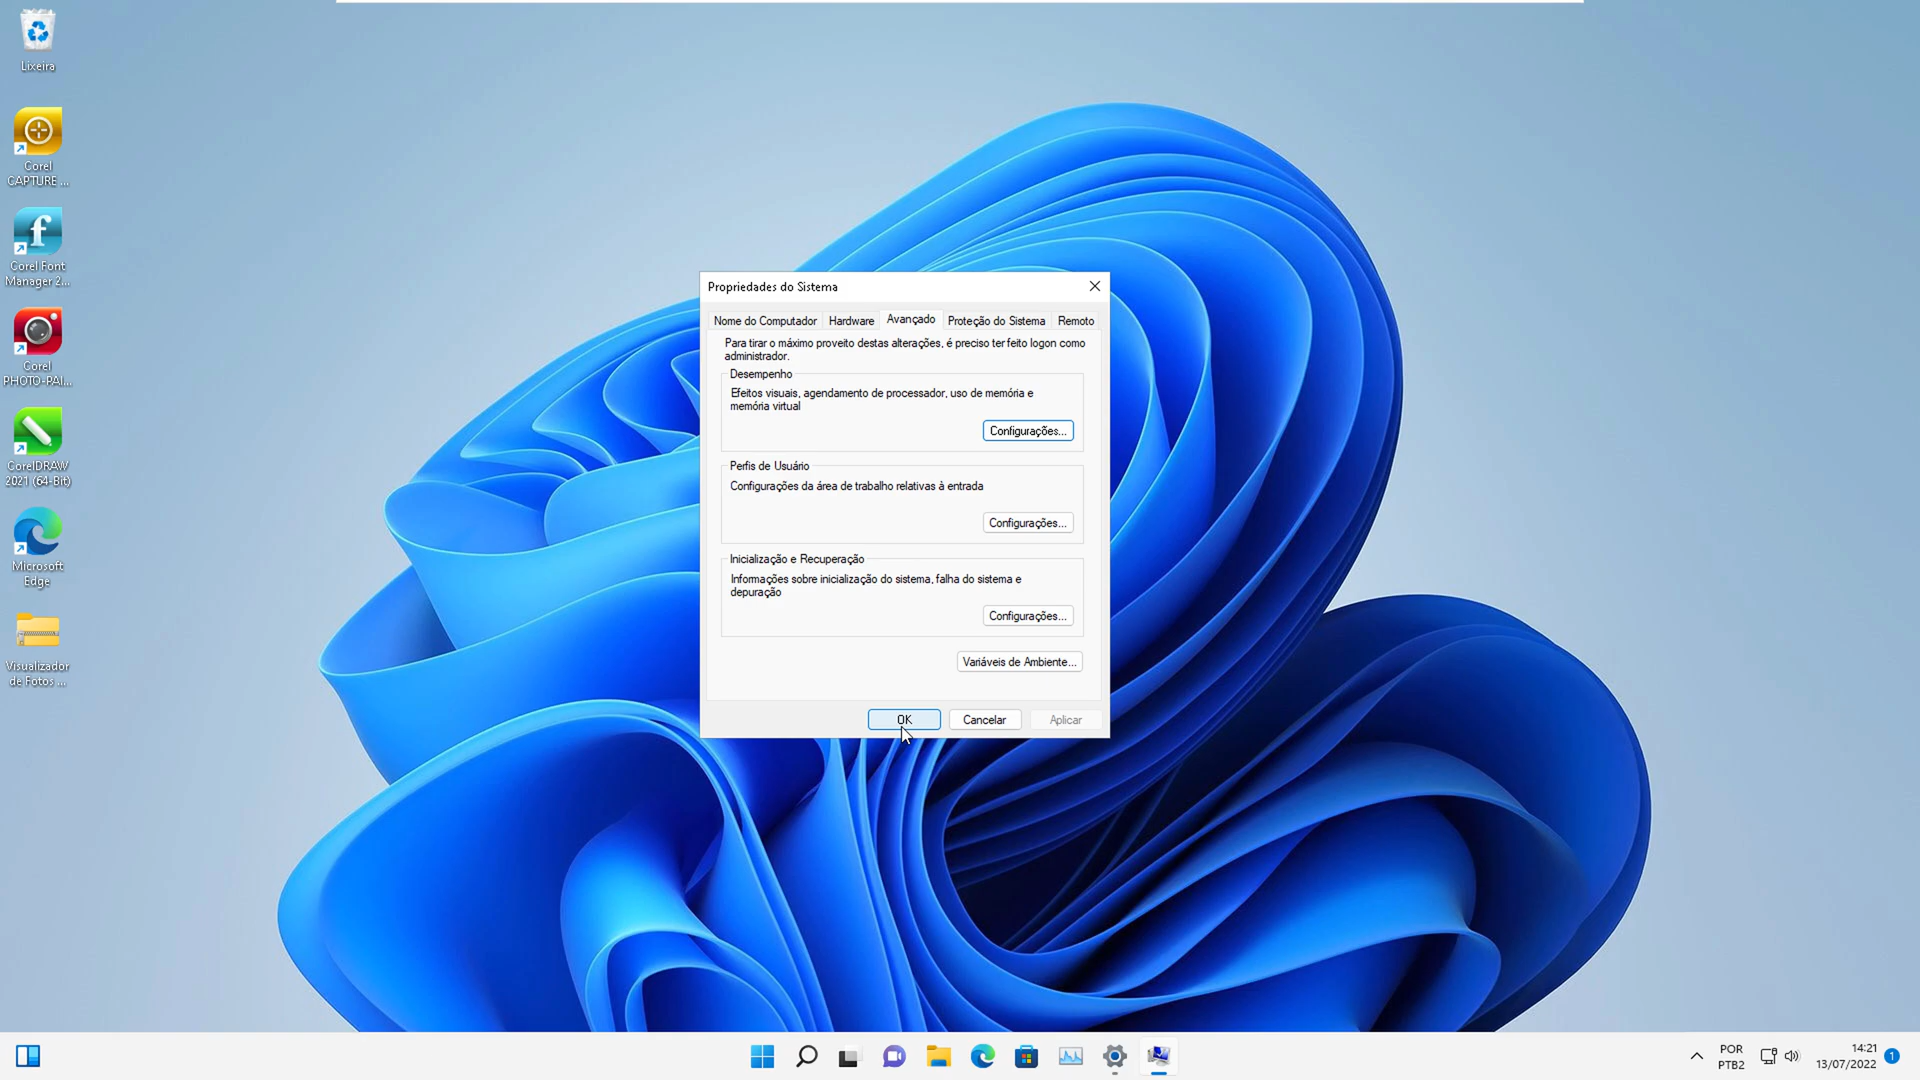 Lixeira
Corel
CAPTURE ...
Corel Font
Manager 2...
Corel
PHOTO-PAI...
CorelDRAW
2021 (64-Bit)
Microsoft
Edge
Visualizador
de Fotos ...
Propriedades do Sistema
Nome do Computador Hardware Avançado Proteção do Sistema Remoto
Para tirar o máximo proveito destas alterações, é preciso ter feito logon como
administrador.
Desempenho
Efeitos visuais, agendamento de processador, uso de memória e
memória virtual
Configurações...
Perfis de Usuário
Configurações da área de trabalho relativas à entrada
Configurações...
Inicialização e Recuperação
Informações sobre inicialização do sistema, falha do sistema e
depuração
Configurações...
Variáveis de Ambiente...
OK Cancelar Aplicar
POR
PTB2
14:21
13/07/2022
1